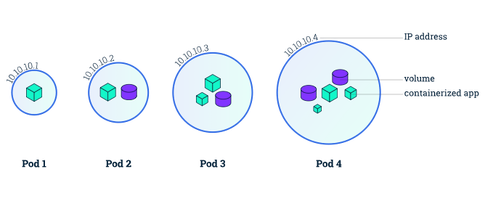 10.10.10.1
10.10.10.2
10.10.10.3
10.10.10.4
IP address
volume
containerized app
Pod 1
Pod 2
Pod 3
Pod 4